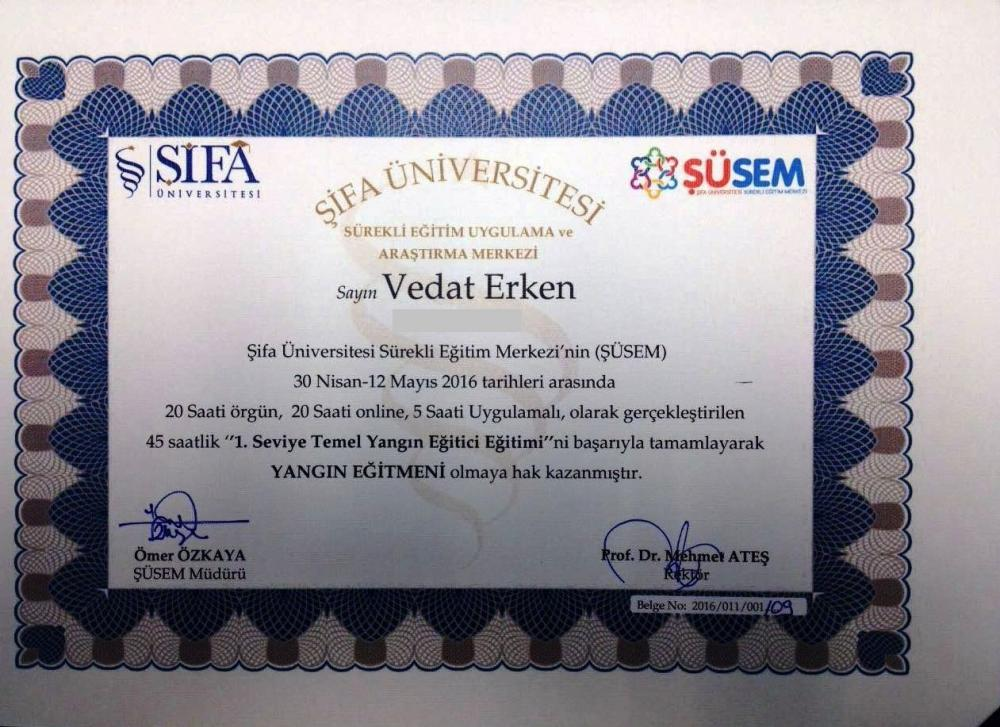 ŞİFA
ÜNİVERSİTESİ
ŞÜSEM
ŞİFA ÜNİVERSİTESİ SÜREKLİ EĞİTİM MERKEZİ
ŞİFA ÜNİVERSİTESİ
SÜREKLİ EĞİTİM UYGULAMA ve
ARAŞTIRMA MERKEZİ
Sayın Vedat Erken
Şifa Üniversitesi Sürekli Eğitim Merkezi’nin (ŞÜSEM)
30 Nisan-12 Mayıs 2016 tarihleri arasında
20 Saati örgün, 20 Saati online, 5 Saati Uygulamalı, olarak gerçekleştirilen
45 saatlik ‘‘1. Seviye Temel Yangın Eğitici Eğitimi’’ni başarıyla tamamlayarak
YANGIN EĞİTMENİ olmaya hak kazanmıştır.
Ömer ÖZKAYA
ŞÜSEM Müdürü
Prof. Dr. Mehmet ATEŞ
Rektör
Belge No: 2016/011/001/09